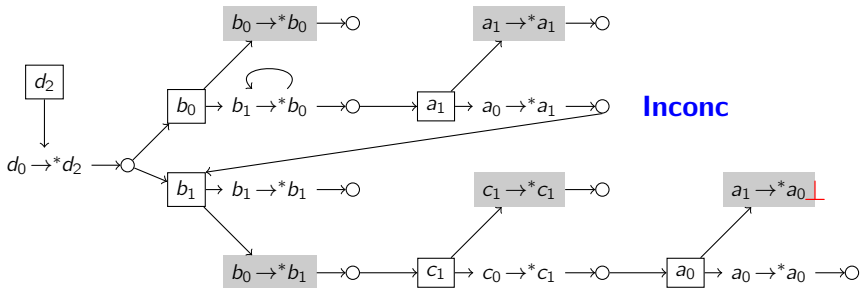 b₀ →* b₀
a₁ →* a₁
d₂
b₀ b₁ →* b₀ a₁ a₀ →* a₁ Inconc
d₀ →* d₂
b₁ b₁ →* b₁ c₁ →* c₁ a₁ →* a₀ ⊥
b₀ →* b₁ c₁ c₀ →* c₁ a₀ a₀ →* a₀